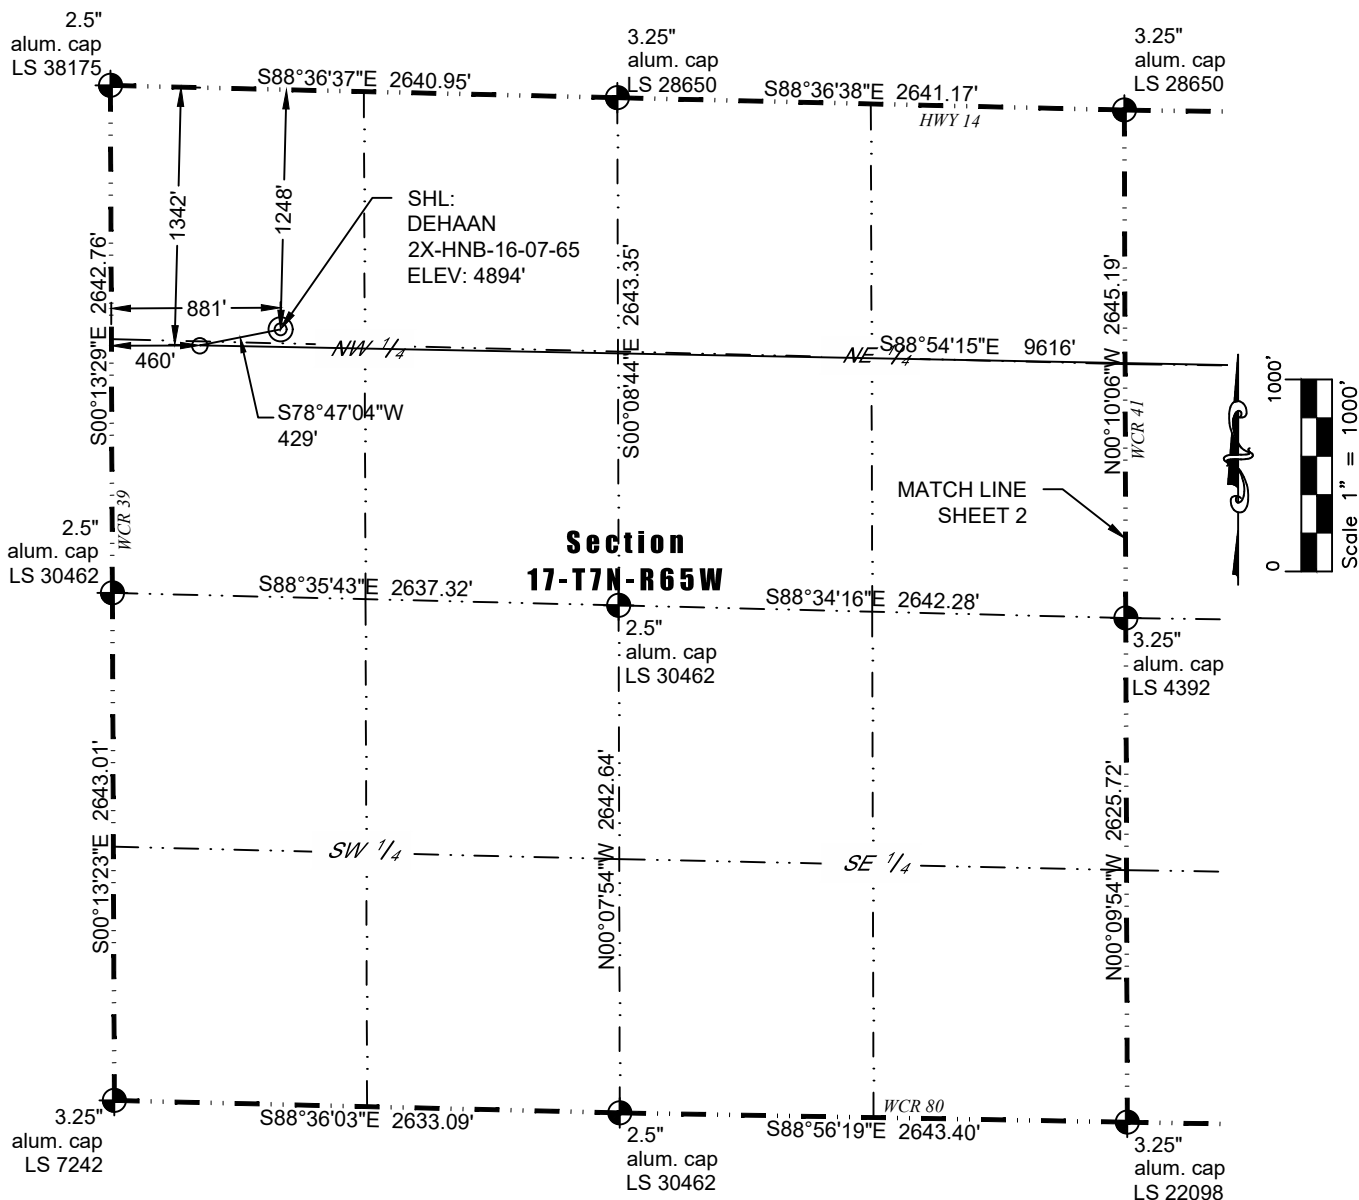 2.5"
alum. cap
LS 38175
3.25"
alum. cap
LS 28650
3.25"
alum. cap
LS 28650
S88°36'37"E 2640.95'
S88°36'38"E 2641.17'
HWY 14
1342'
1248'
SHL:
DEHAAN
2X-HNB-16-07-65
ELEV: 4894'
881'
460'
S78°47'04"W
429'
NW 1/4
NE 1/4
S88°54'15"E 9616'
S00°13'29"E 2642.76'
S00°08'44"E 2643.35'
N00°10'06"W 2645.19'
WCR 39
WCR 41
MATCH LINE
SHEET 2
0
1000'
Scale 1" = 1000'
2.5"
alum. cap
LS 30462
Section
17-T7N-R65W
S88°35'43"E 2637.32'
S88°34'16"E 2642.28'
2.5"
alum. cap
LS 30462
3.25"
alum. cap
LS 4392
S00°13'23"E 2643.01'
N00°07'54"W 2642.64'
N00°09'54"W 2625.72'
SW 1/4
SE 1/4
3.25"
alum. cap
LS 7242
S88°36'03"E 2633.09'
WCR 80
S88°56'19"E 2643.40'
2.5"
alum. cap
LS 30462
3.25"
alum. cap
LS 22098